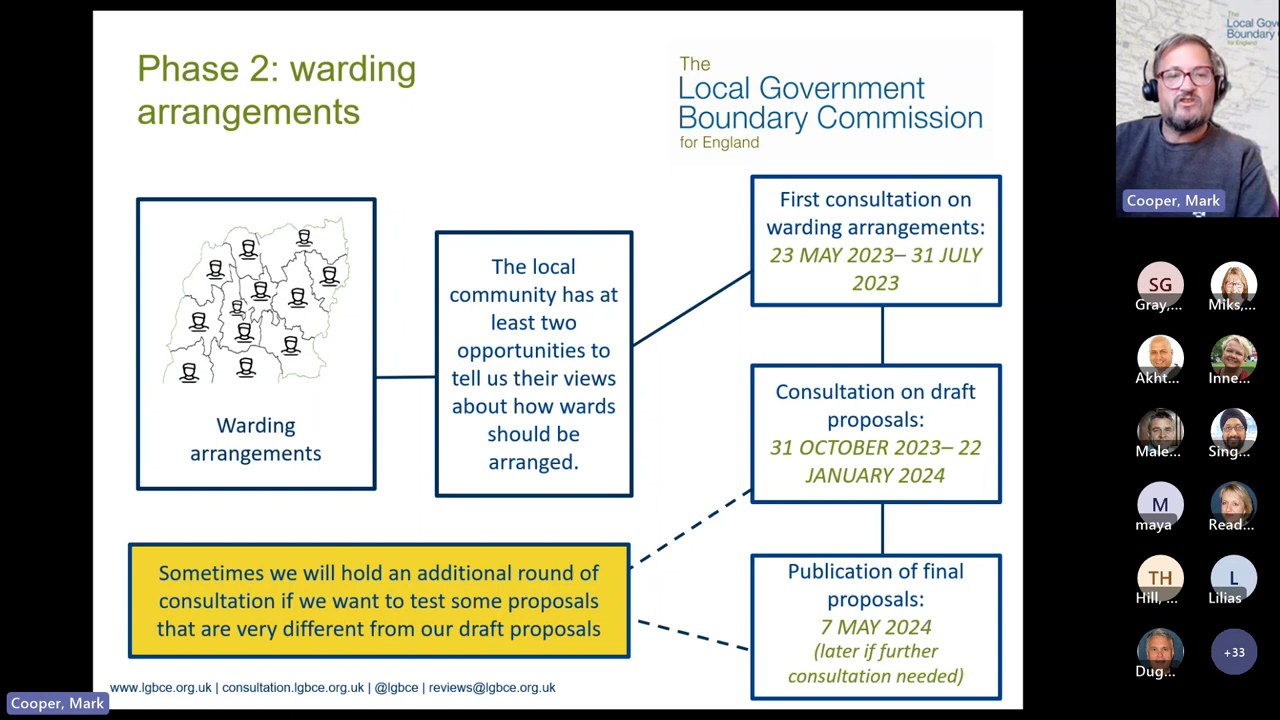 Phase 2: warding
arrangements
The
Local Government
Boundary Commission
for England
Warding
arrangements
The local
community has at
least two
opportunities to
tell us their views
about how wards
should be
arranged.
First consultation on
warding arrangements:
23 MAY 2023– 31 JULY
2023
Consultation on draft
proposals:
31 OCTOBER 2023– 22
JANUARY 2024
Publication of final
proposals:
7 MAY 2024
(later if further
consultation needed)
Sometimes we will hold an additional round of
consultation if we want to test some proposals
that are very different from our draft proposals
www.lgbce.org.uk | consultation.lgbce.org.uk | @lgbce | reviews@lgbce.org.uk
Cooper, Mark
The
Local Gove
Boundary C
for England
Cooper, Mark
SG
Gray,...
Miks,...
Akht...
Inne...
Male...
Sing...
M
maya
Read...
TH
Hill, ...
L
Lilias
Dug...
+33